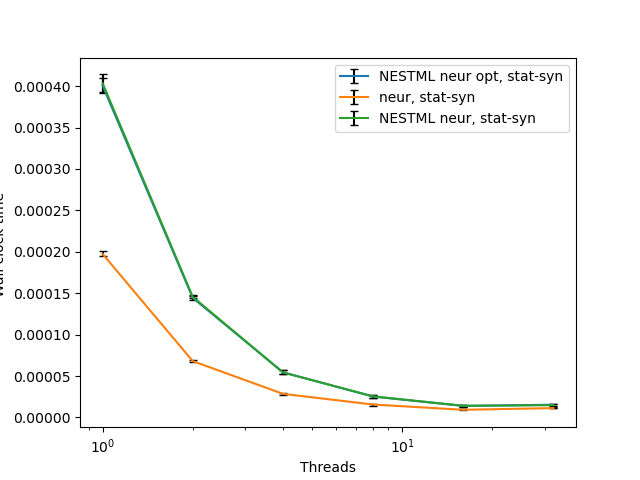 NESTML neur opt, stat-syn
neur, stat-syn
NESTML neur, stat-syn
0.00040
0.00035
0.00030
0.00025
0.00020
0.00015
0.00010
0.00005
0.00000
Wall clock time
10⁰ 10¹
Threads